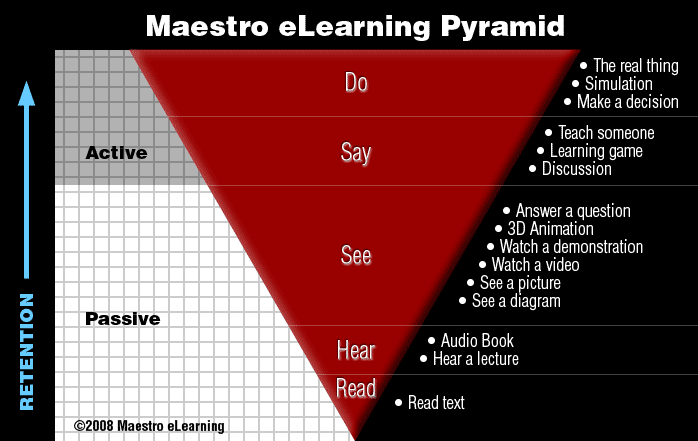 Maestro eLearning Pyramid
Do
• The real thing
• Simulation
• Make a decision
Active
Say
• Teach someone
• Learning game
• Discussion
See
• Answer a question
• 3D Animation
• Watch a demonstration
• Watch a video
• See a picture
• See a diagram
Passive
Hear
• Audio Book
• Hear a lecture
Read
• Read text
RETENTION
©2008 Maestro eLearning